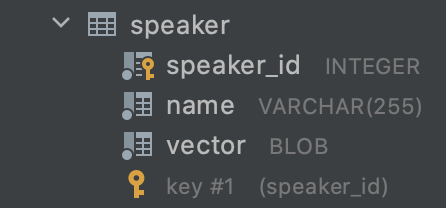 speaker
speaker_id INTEGER
name VARCHAR(255)
vector BLOB
key #1 (speaker_id)